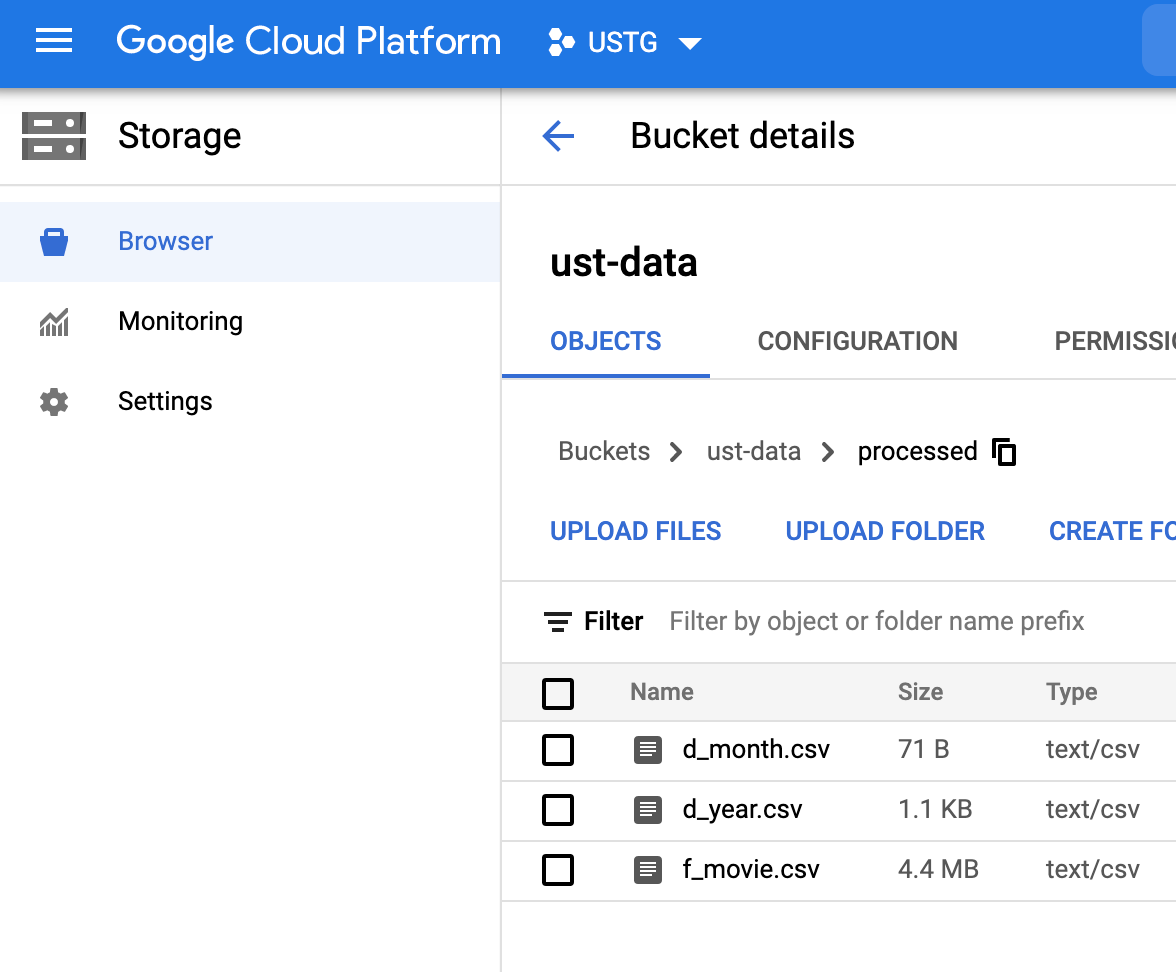 Google Cloud Platform USTG
Storage
Browser
Monitoring
Settings
Bucket details
ust-data
OBJECTS CONFIGURATION PERMISSI
Buckets ust-data processed
UPLOAD FILES UPLOAD FOLDER CREATE FO
Filter Filter by object or folder name prefix
Name Size Type
d_month.csv 71 B text/csv
d_year.csv 1.1 KB text/csv
f_movie.csv 4.4 MB text/csv